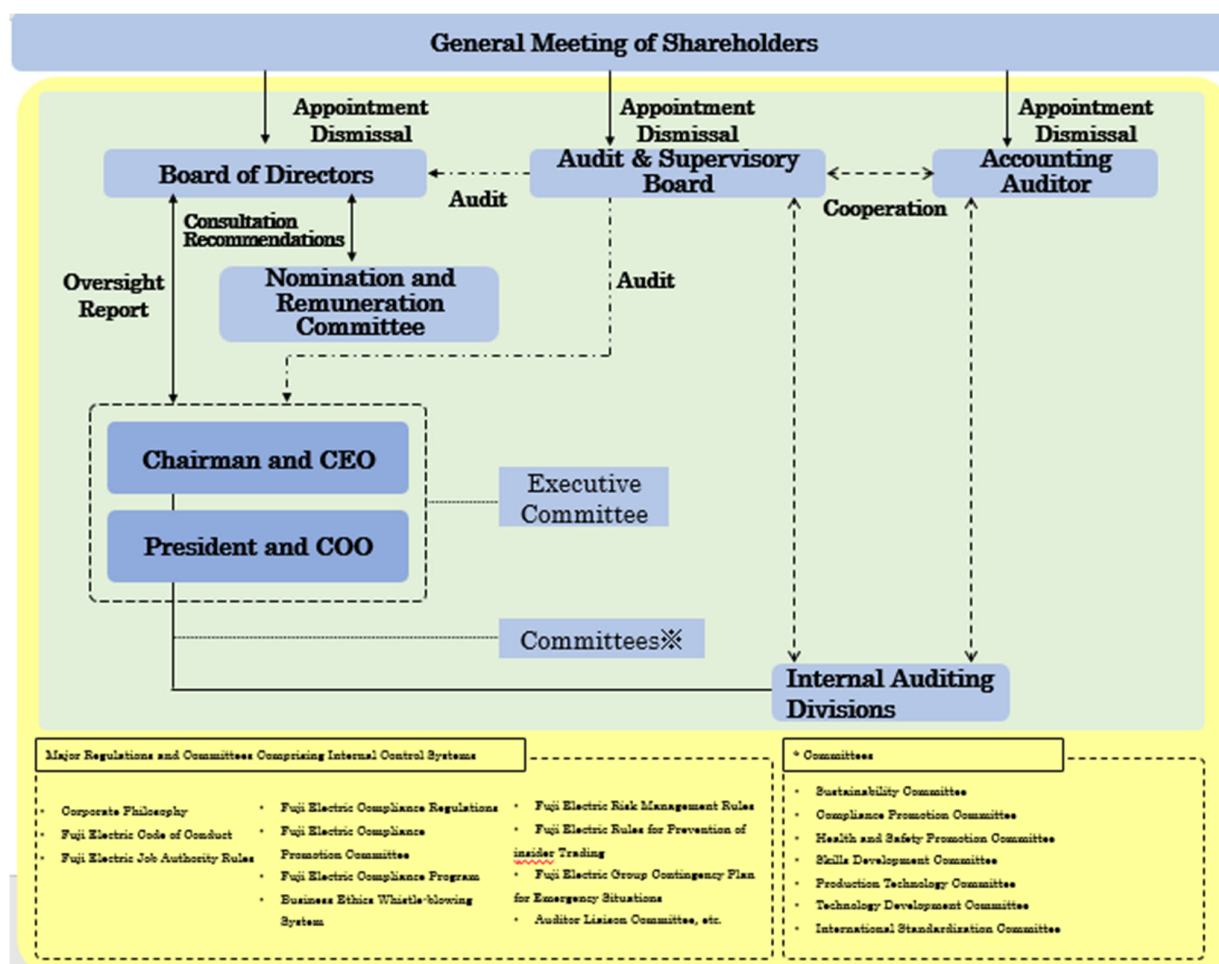 General Meeting of Shareholders
Appointment
Dismissal
Appointment
Dismissal
Appointment
Dismissal
Board of Directors
Audit & Supervisory
Board
Accounting
Auditor
Audit
Cooperation
Consultation
Recommendations
Oversight
Report
Nomination and
Remuneration
Committee
Audit
Chairman and CEO
President and COO
Executive
Committee
Committees※
Internal Auditing
Divisions
Major Regulations and Committees Comprising Internal Control Systems
• Corporate Philosophy
• Fuji Electric Code of Conduct
• Fuji Electric Job Authority Rules
• Fuji Electric Compliance Regulations
• Fuji Electric Compliance
Promotion Committee
• Fuji Electric Compliance Program
• Business Ethics Whistle-blowing
System
• Fuji Electric Risk Management Rules
• Fuji Electric Rules for Prevention of
insider Trading
• Fuji Electric Group Contingency Plan
for Emergency Situations
• Auditor Liaison Committee, etc.
* Committees
• Sustainability Committee
• Compliance Promotion Committee
• Health and Safety Promotion Committee
• Skills Development Committee
• Production Technology Committee
• Technology Development Committee
• International Standardization Committee